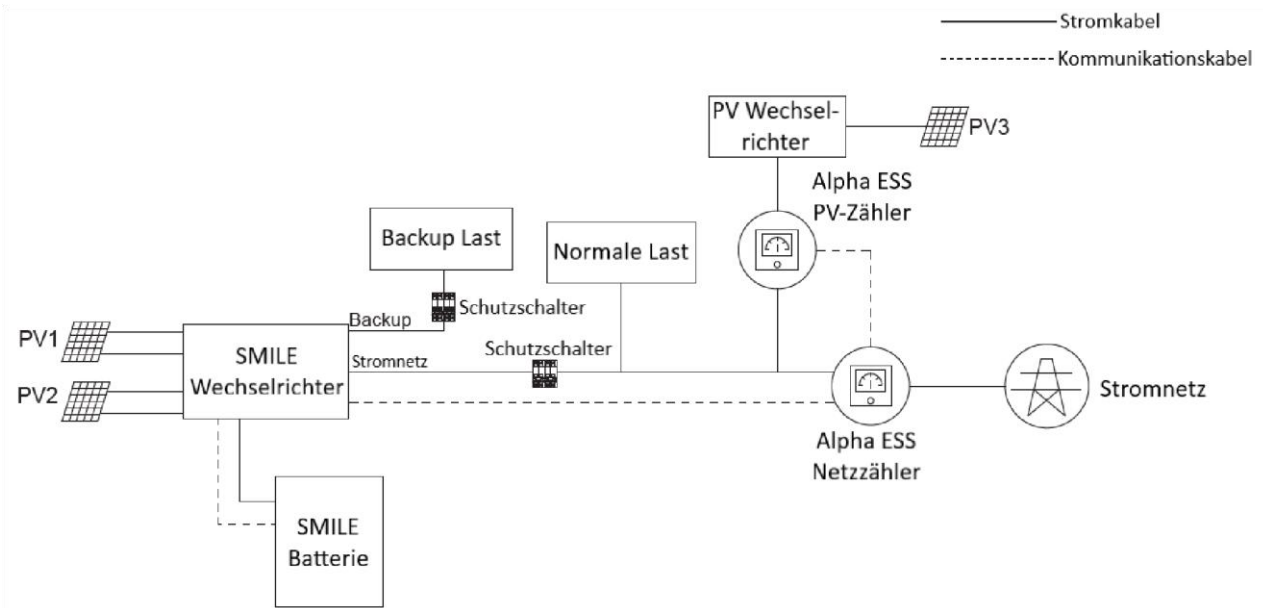 Stromkabel
Kommunikationskabel
PV Wechsel-
richter
PV3
Alpha ESS
PV-Zähler
Backup Last
Normale Last
Schutzschalter
Backup
PV1
SMILE
Wechselrichter
Stromnetz
Schutzschalter
PV2
Stromnetz
Alpha ESS
Netzzähler
SMILE
Batterie